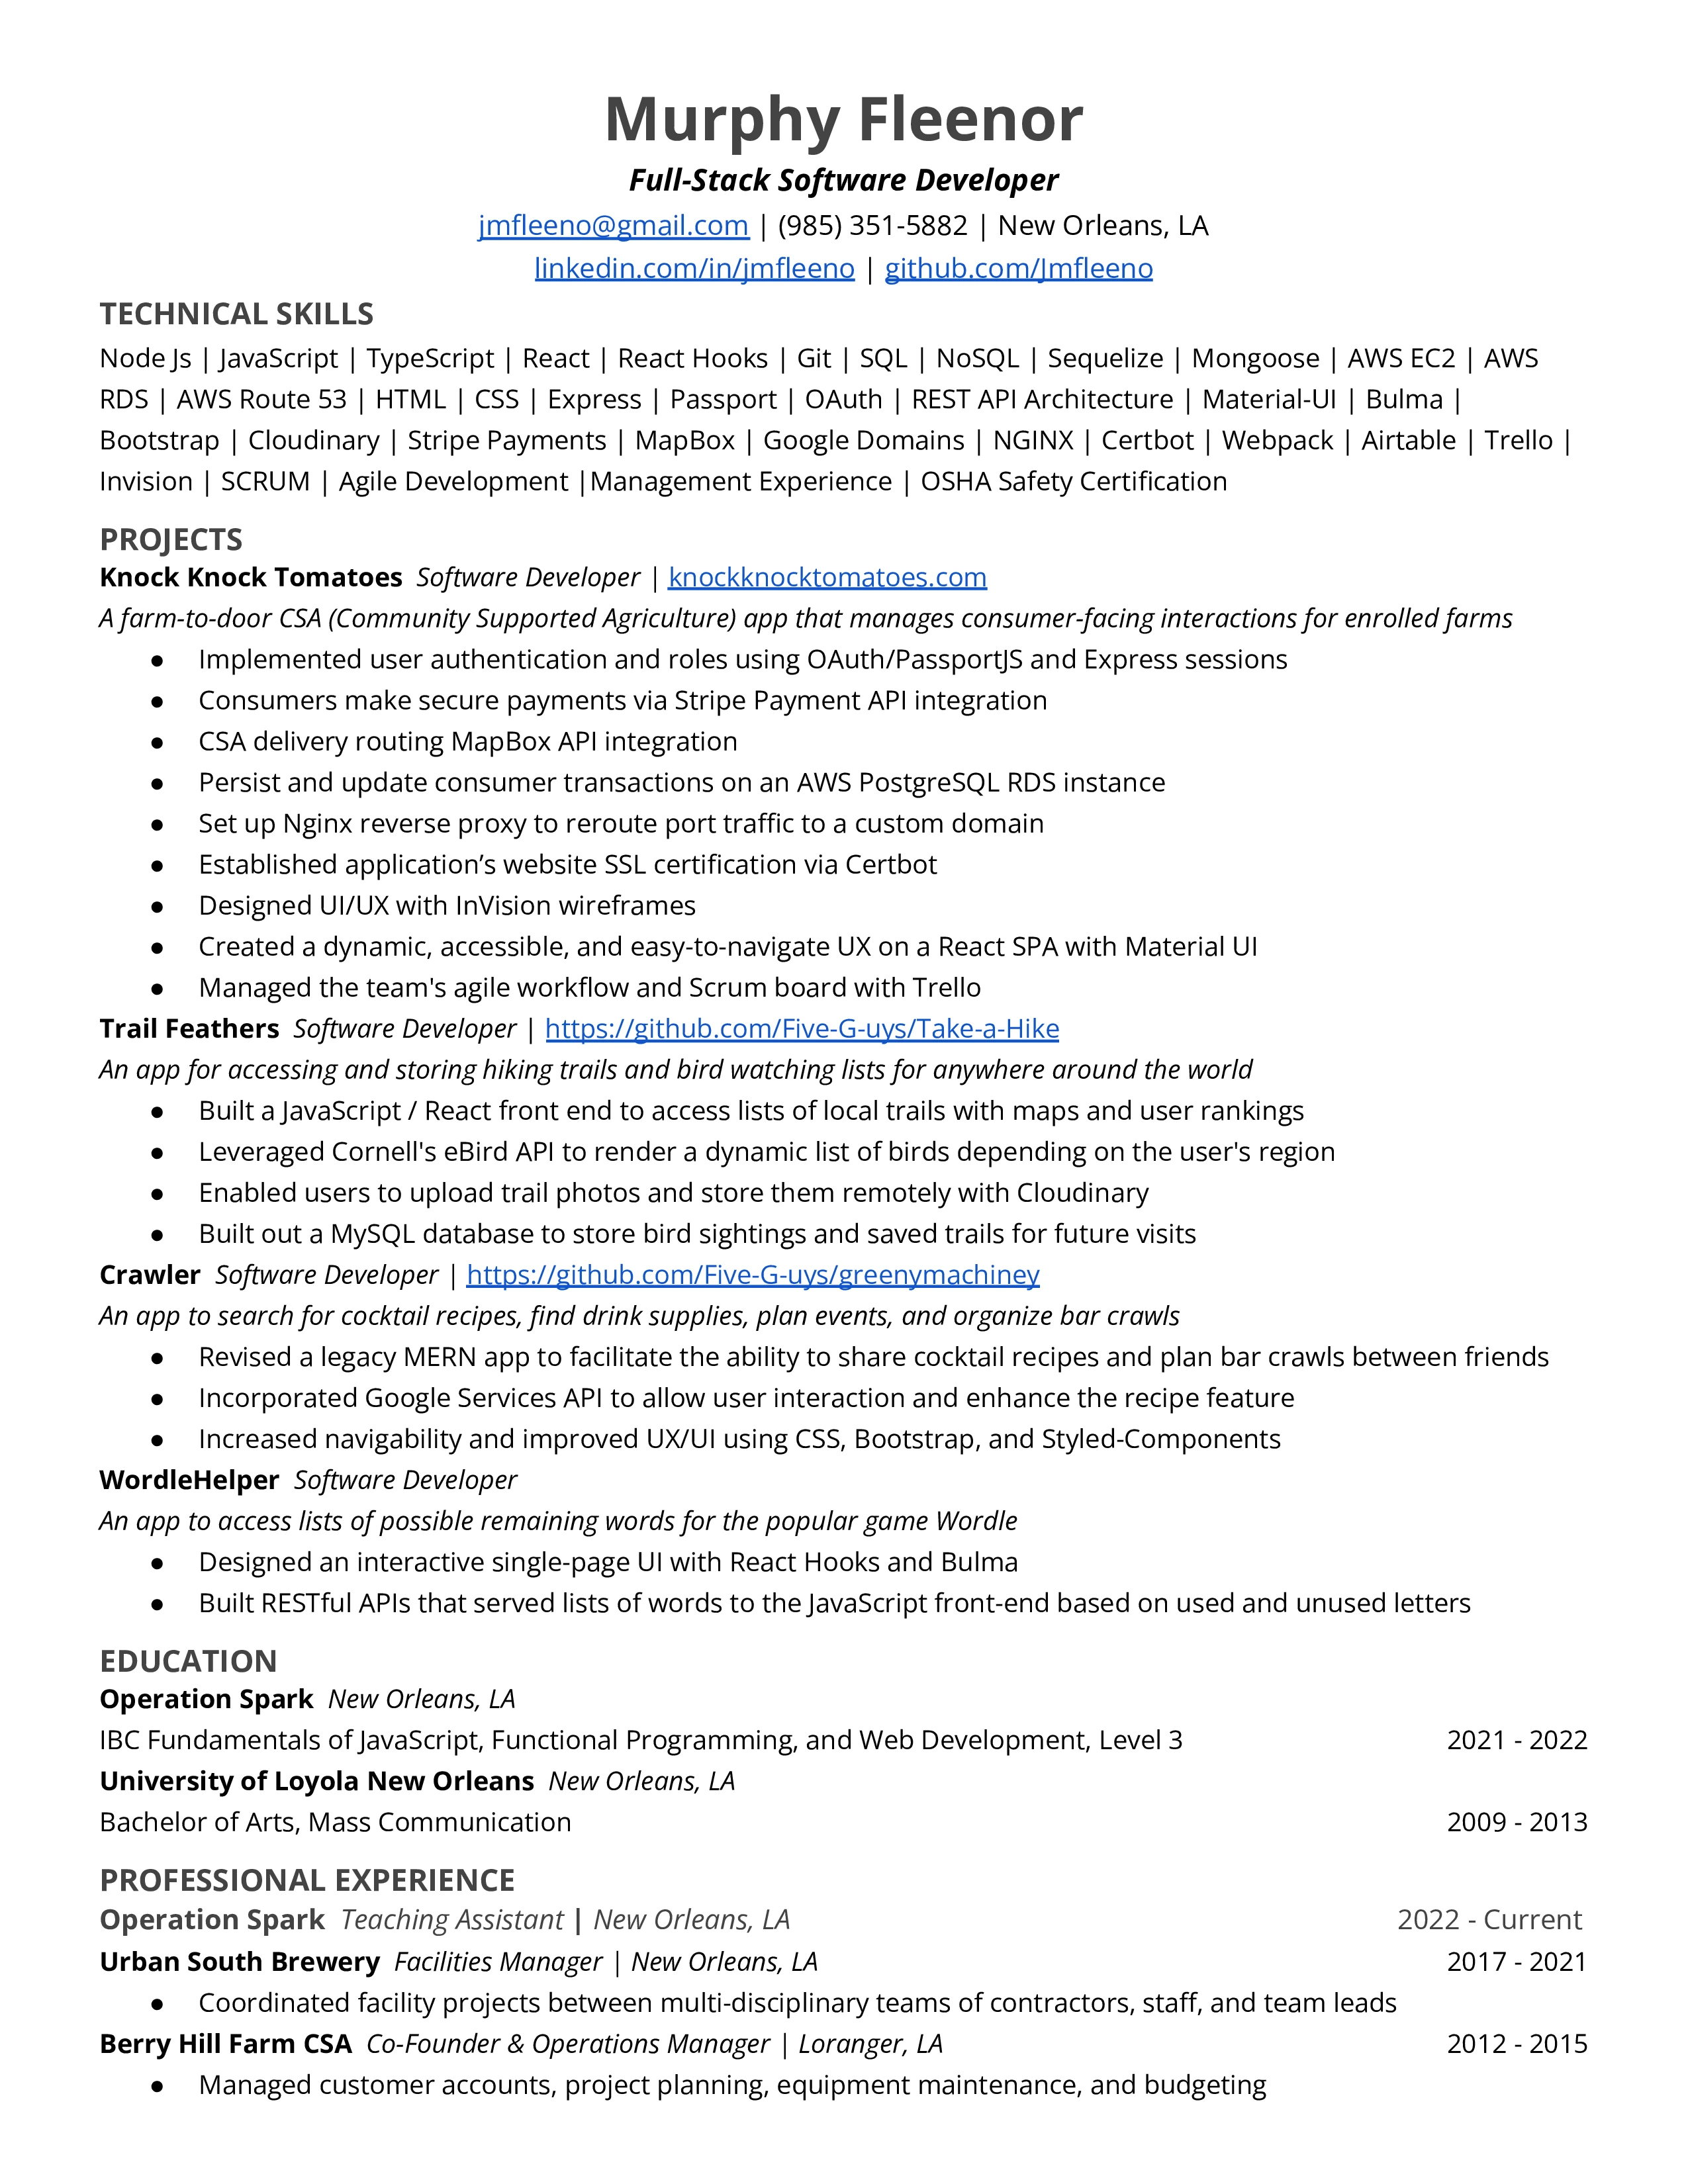 Murphy Fleenor
Full-Stack Software Developer
jmfleeno@gmail.com | (985) 351-5882 | New Orleans, LA
linkedin.com/in/jmfleeno | github.com/Jmfleeno
TECHNICAL SKILLS
Node Js | JavaScript | TypeScript | React | React Hooks | Git | SQL | NoSQL | Sequelize | Mongoose | AWS EC2 | AWS
RDS | AWS Route 53 | HTML | CSS | Express | Passport | OAuth | REST API Architecture | Material-UI | Bulma |
Bootstrap | Cloudinary | Stripe Payments | MapBox | Google Domains | NGINX | Certbot | Webpack | Airtable | Trello |
Invision | SCRUM | Agile Development |Management Experience | OSHA Safety Certification
PROJECTS
Knock Knock Tomatoes Software Developer | knockknocktomatoes.com
A farm-to-door CSA (Community Supported Agriculture) app that manages consumer-facing interactions for enrolled farms
● Implemented user authentication and roles using OAuth/PassportJS and Express sessions
● Consumers make secure payments via Stripe Payment API integration
● CSA delivery routing MapBox API integration
● Persist and update consumer transactions on an AWS PostgreSQL RDS instance
● Set up Nginx reverse proxy to reroute port traffic to a custom domain
● Established application’s website SSL certification via Certbot
● Designed UI/UX with InVision wireframes
● Created a dynamic, accessible, and easy-to-navigate UX on a React SPA with Material UI
● Managed the team's agile workflow and Scrum board with Trello
Trail Feathers Software Developer | https://github.com/Five-G-uys/Take-a-Hike
An app for accessing and storing hiking trails and bird watching lists for anywhere around the world
● Built a JavaScript / React front end to access lists of local trails with maps and user rankings
● Leveraged Cornell's eBird API to render a dynamic list of birds depending on the user's region
● Enabled users to upload trail photos and store them remotely with Cloudinary
● Built out a MySQL database to store bird sightings and saved trails for future visits
Crawler Software Developer | https://github.com/Five-G-uys/greenymachiney
An app to search for cocktail recipes, find drink supplies, plan events, and organize bar crawls
● Revised a legacy MERN app to facilitate the ability to share cocktail recipes and plan bar crawls between friends
● Incorporated Google Services API to allow user interaction and enhance the recipe feature
● Increased navigability and improved UX/UI using CSS, Bootstrap, and Styled-Components
WordleHelper Software Developer
An app to access lists of possible remaining words for the popular game Wordle
● Designed an interactive single-page UI with React Hooks and Bulma
● Built RESTful APIs that served lists of words to the JavaScript front-end based on used and unused letters
EDUCATION
Operation Spark New Orleans, LA
IBC Fundamentals of JavaScript, Functional Programming, and Web Development, Level 3 2021 - 2022
University of Loyola New Orleans New Orleans, LA
Bachelor of Arts, Mass Communication 2009 - 2013
PROFESSIONAL EXPERIENCE
Operation Spark Teaching Assistant | New Orleans, LA 2022 - Current
Urban South Brewery Facilities Manager | New Orleans, LA 2017 - 2021
● Coordinated facility projects between multi-disciplinary teams of contractors, staff, and team leads
Berry Hill Farm CSA Co-Founder & Operations Manager | Loranger, LA 2012 - 2015
● Managed customer accounts, project planning, equipment maintenance, and budgeting